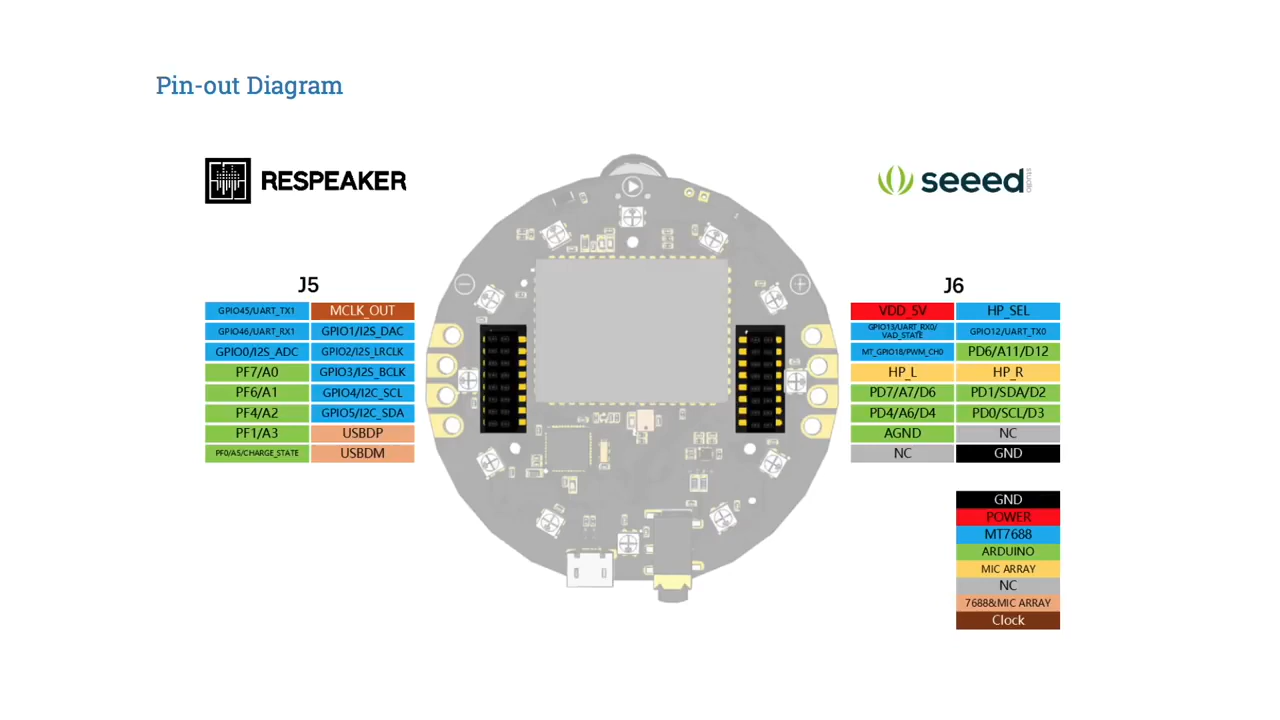 Pin-out Diagram
RESPEAKER
seeed
studio
J5
GPIO45/UART_TX1 MCLK_OUT
GPIO46/UART_RX1 GPIO1/I2S_DAC
GPIO0/I2S_ADC GPIO2/I2S_LRCLK
PF7/A0 GPIO3/I2S_BCLK
PF6/A1 GPIO4/I2C_SCL
PF4/A2 GPIO5/I2C_SDA
PF1/A3 USBDP
PF0/A5/CHARGE_STATE USBDM
J6
VDD_5V HP_SEL
GPIO13/UART_RX0/
VAD_STATE GPIO12/UART_TX0
MT_GPIO18/PWM_CH0 PD6/A11/D12
HP_L HP_R
PD7/A7/D6 PD1/SDA/D2
PD4/A6/D4 PD0/SCL/D3
AGND NC
NC GND
GND
POWER
MT7688
ARDUINO
MIC ARRAY
NC
7688&MIC ARRAY
Clock